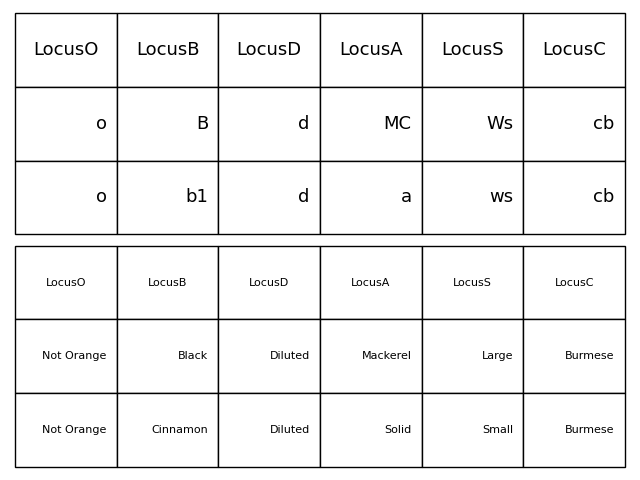 LocusO LocusB LocusD LocusA LocusS LocusC
o B d MC Ws cb
o b1 d a ws cb
LocusO LocusB LocusD LocusA LocusS LocusC
Not Orange Black Diluted Mackerel Large Burmese
Not Orange Cinnamon Diluted Solid Small Burmese